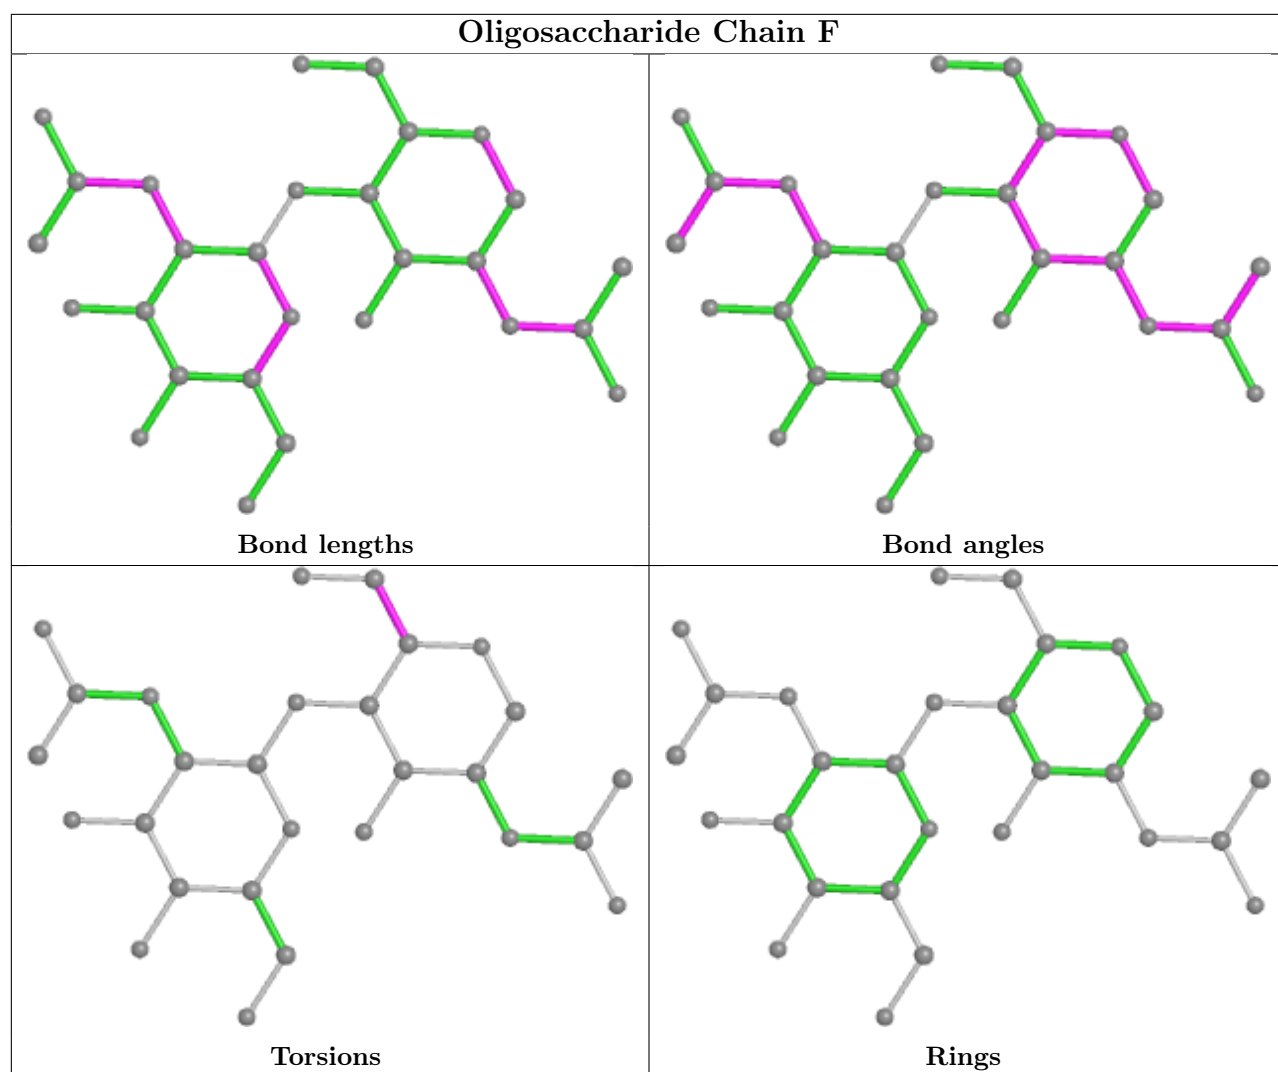 Oligosaccharide Chain F
Bond lengths
Bond angles
Torsions
Rings